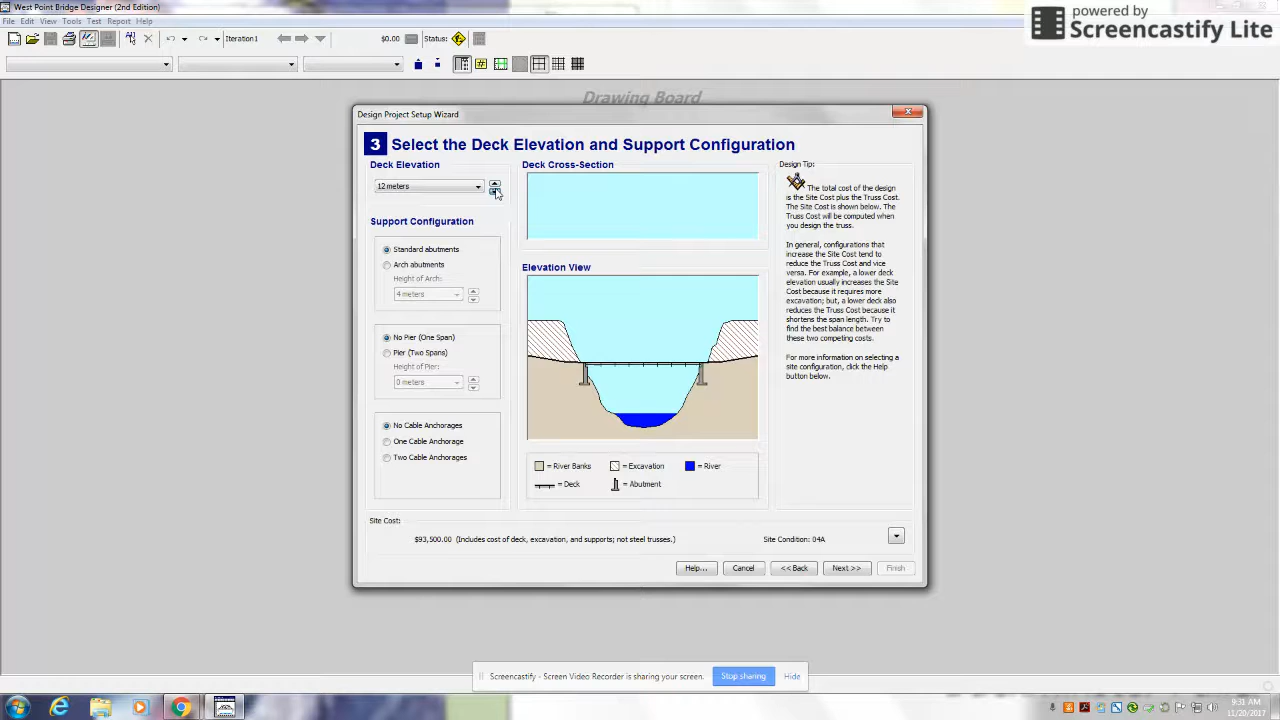 West Point Bridge Designer (2nd Edition)
powered by
Screencastify Lite
File Edit View Tools Test Report Help
Iteration1
$0.00
Status:
Drawing Board
Design Project Setup Wizard
3 Select the Deck Elevation and Support Configuration
Deck Elevation
12 meters
Support Configuration
Standard abutments
Arch abutments
Height of Arch:
4 meters
No Pier (One Span)
Pier (Two Spans)
Height of Pier:
0 meters
No Cable Anchorages
One Cable Anchorage
Two Cable Anchorages
Deck Cross-Section
Elevation View
= River Banks
= Excavation
= River
= Deck
= Abutment
Design Tip:
The total cost of the design
is the Site Cost plus the Truss Cost.
The Site Cost is shown below. The
Truss Cost will be computed when
you design the truss.
In general, configurations that
increase the Site Cost tend to
reduce the Truss Cost and vice
versa. For example, a lower deck
elevation usually increases the Site
Cost because it requires more
excavation; but, a lower deck also
reduces the Truss Cost because it
shortens the span length. Try to
find the best balance between
these two competing costs.
For more information on selecting a
site configuration, click the Help
button below.
Site Cost:
$93,500.00 (Includes cost of deck, excavation, and supports; not steel trusses.)
Site Condition: 04A
Help...
Cancel
<< Back
Next >>
Finish
Screencastify - Screen Video Recorder is sharing your screen.
Stop sharing
Hide
9:31 AM
11/20/2017